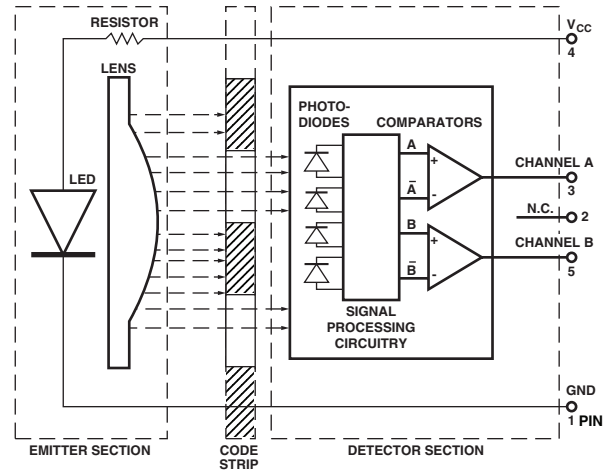 RESISTOR
VCC
4
LENS
PHOTO-
DIODES
COMPARATORS
A
+
CHANNEL A
3
LED
Ā
-
N.C.
2
B
+
CHANNEL B
5
B̄
-
SIGNAL
PROCESSING
CIRCUITRY
GND
1 PIN
EMITTER SECTION
CODE
STRIP
DETECTOR SECTION